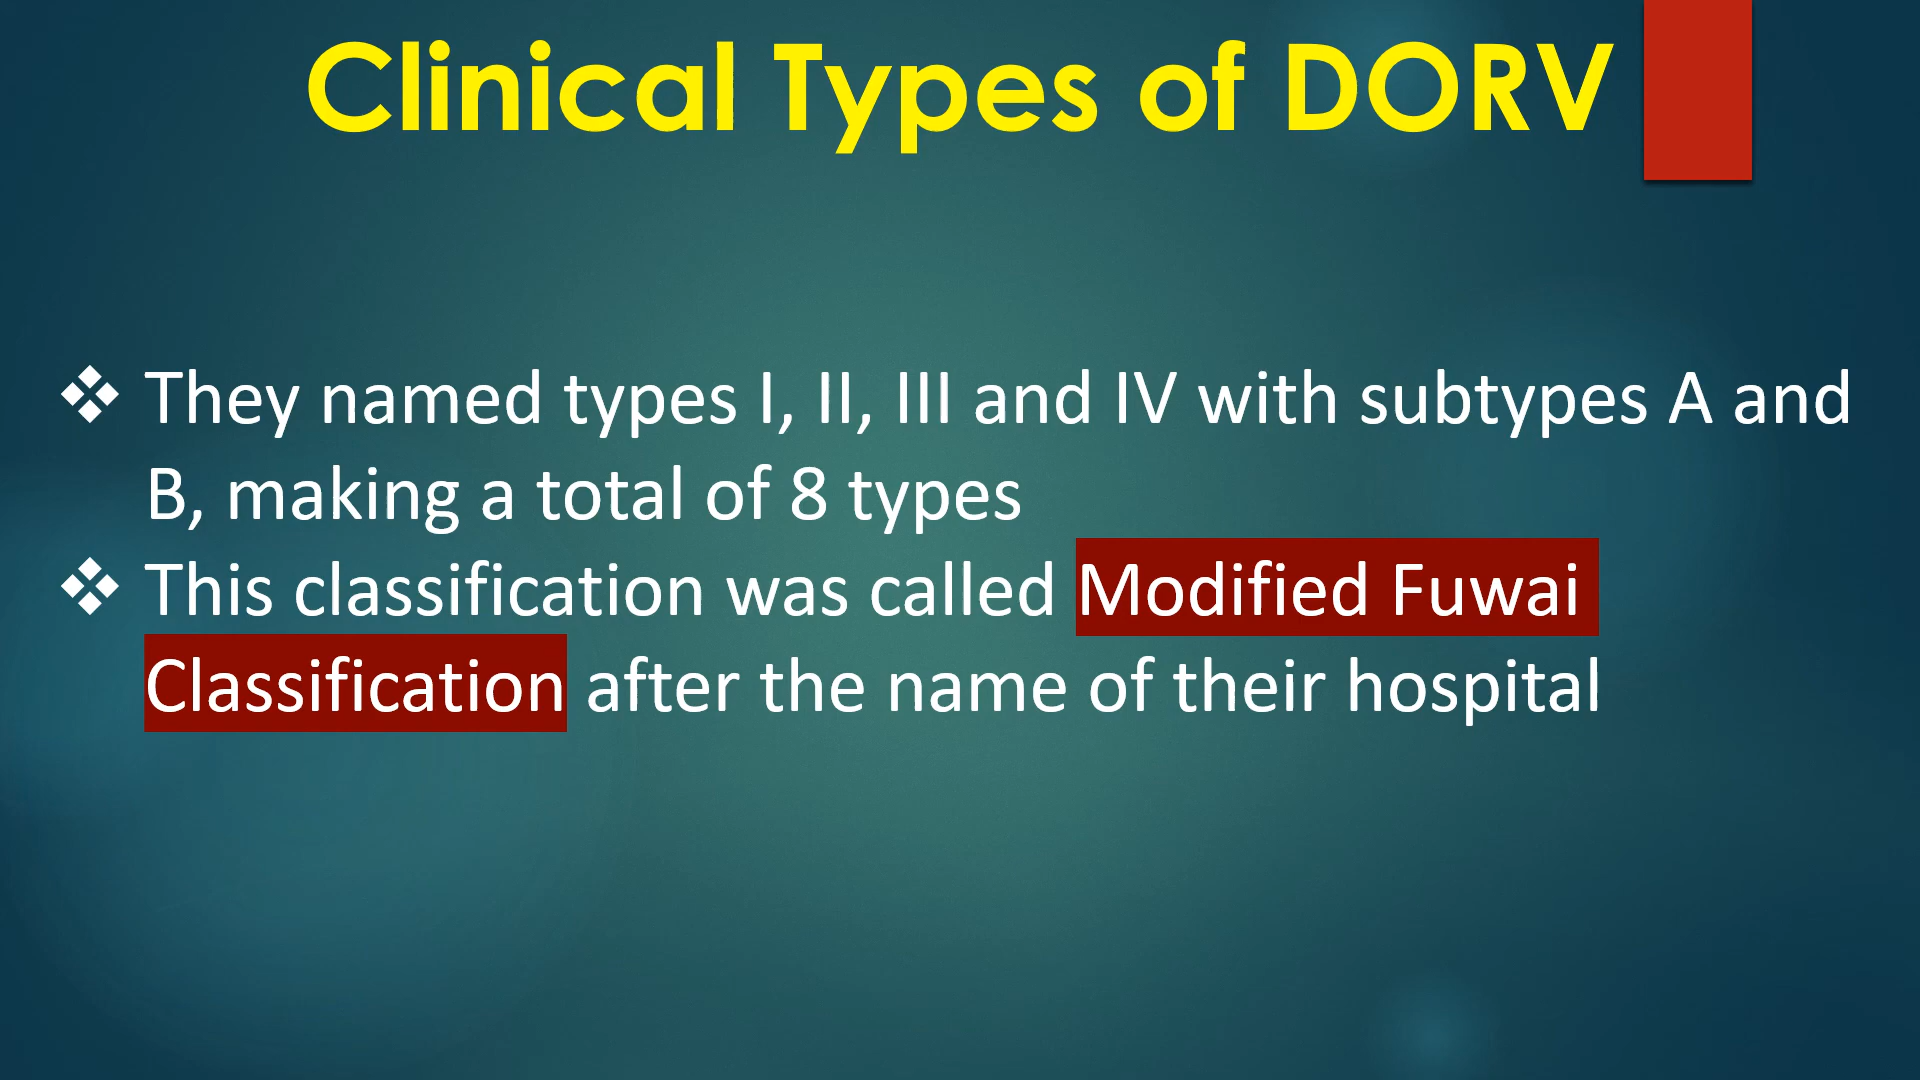 Clinical Types of DORV
❖ They named types I, II, III and IV with subtypes A and
B, making a total of 8 types
❖ This classification was called Modified Fuwai
Classification after the name of their hospital